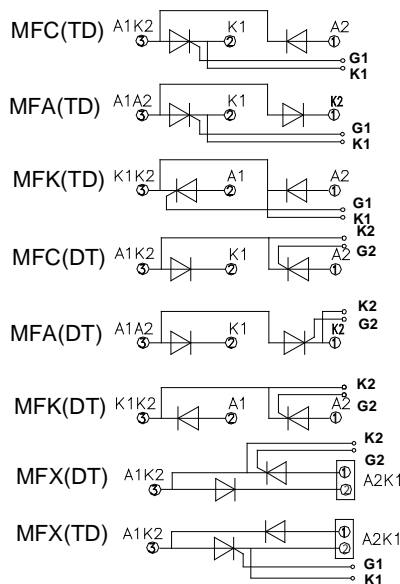 MFC(TD) A1K2 K1 A2
3 2 1
G1
K1
MFA(TD) A1A2 K1 K2
3 2 1
G1
K1
MFK(TD) K1K2 A1 A2
3 2 1
G1
K1
K2
MFC(DT) A1K2 K1 G2 A2
3 2 1
K2
MFA(DT) A1A2 K1 G2 K2
3 2 1
K2
MFK(DT) K1K2 A1 G2 A2
3 2 1
K2
G2
MFX(DT) A1K2 1 A2K1
3 2
MFX(TD) A1K2 1 A2K1
3 2
G1
K1